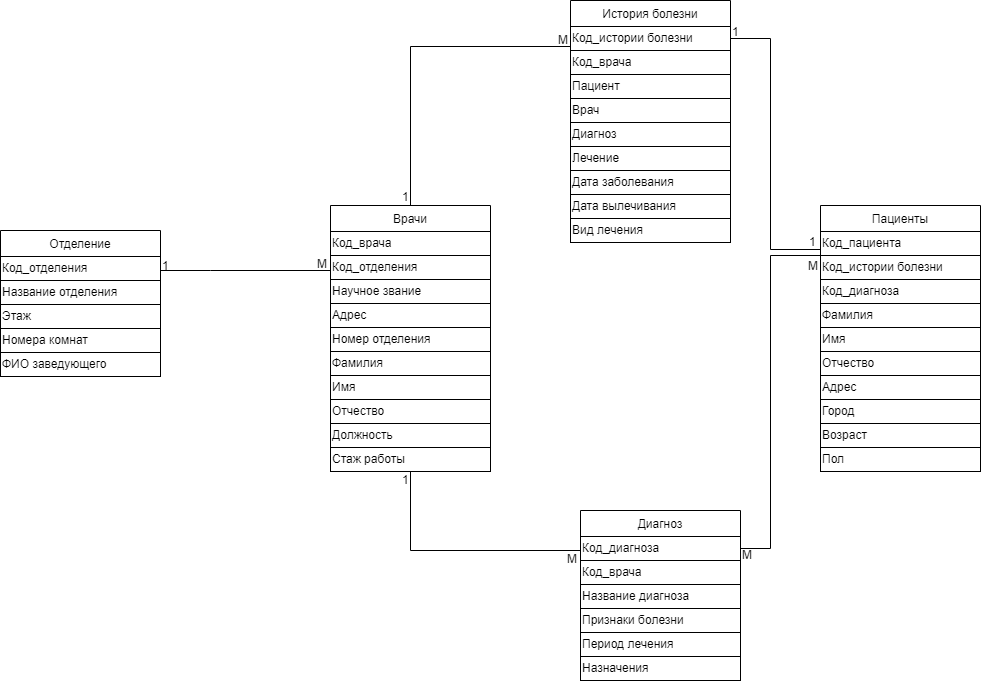 История болезни
Код_истории болезни
Код_врача
Пациент
Врач
Диагноз
Лечение
Дата заболевания
Дата вылечивания
Вид лечения
М
1
1
Врачи
Код_врача
Код_отделения
Научное звание
Адрес
Номер отделения
Фамилия
Имя
Отчество
Должность
Стаж работы
1
М
Отделение
Код_отделения
Название отделения
Этаж
Номера комнат
ФИО заведующего
1
Пациенты
Код_пациента
Код_истории болезни
Код_диагноза
Фамилия
Имя
Отчество
Адрес
Город
Возраст
Пол
1
М
Диагноз
Код_диагноза
Код_врача
Название диагноза
Признаки болезни
Период лечения
Назначения
М
М